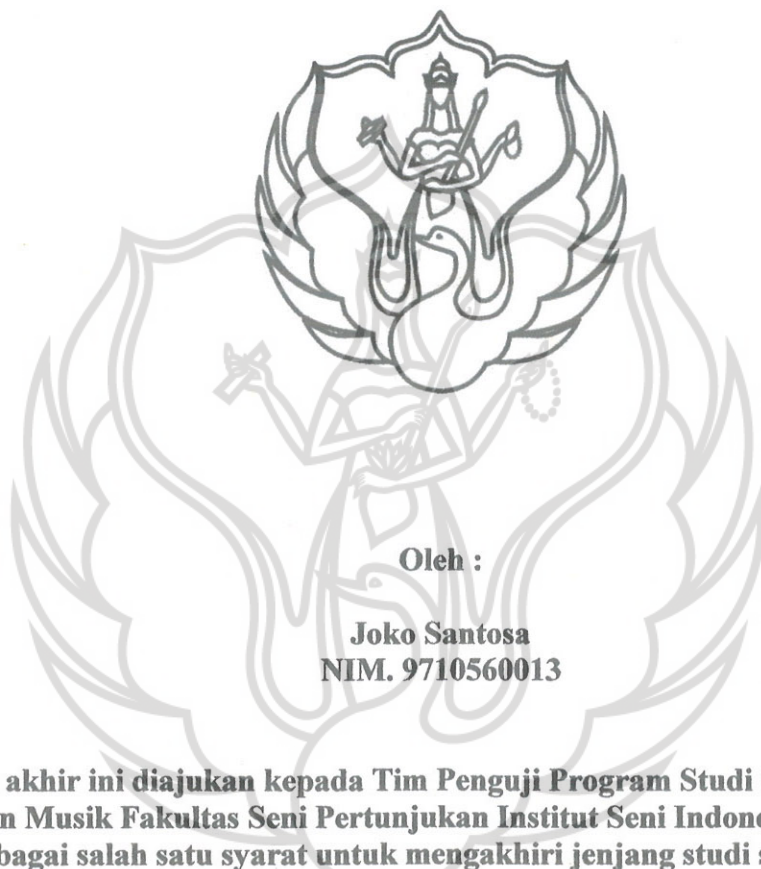 Oleh :
Joko Santosa
NIM. 9710560013
akhir ini diajukan kepada Tim Penguji Program Studi
n Musik Fakultas Seni Pertunjukan Institut Seni Indone
bagai salah satu syarat untuk mengakhiri jenjang studi s